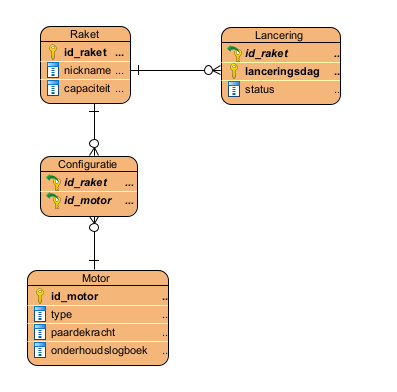 Raket
id_raket ...
nickname ...
capaciteit ...
Lancering
id_raket ..
lanceringsdag ..
status ..
Configuratie
id_raket ...
id_motor ...
Motor
id_motor ..
type ..
paardekracht ..
onderhoudslogboek ..